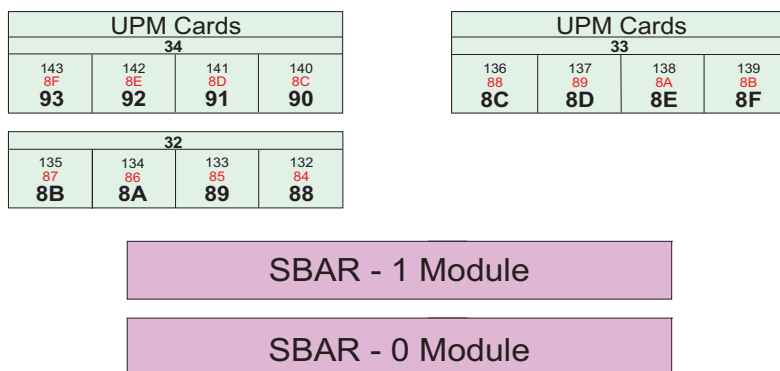 UPM Cards
34
143 142 141 140
8F 8E 8D 8C
93 92 91 90
UPM Cards
33
136 137 138 139
88 89 8A 8B
8C 8D 8E 8F
32
135 134 133 132
87 86 85 84
8B 8A 89 88
SBAR - 1 Module
SBAR - 0 Module